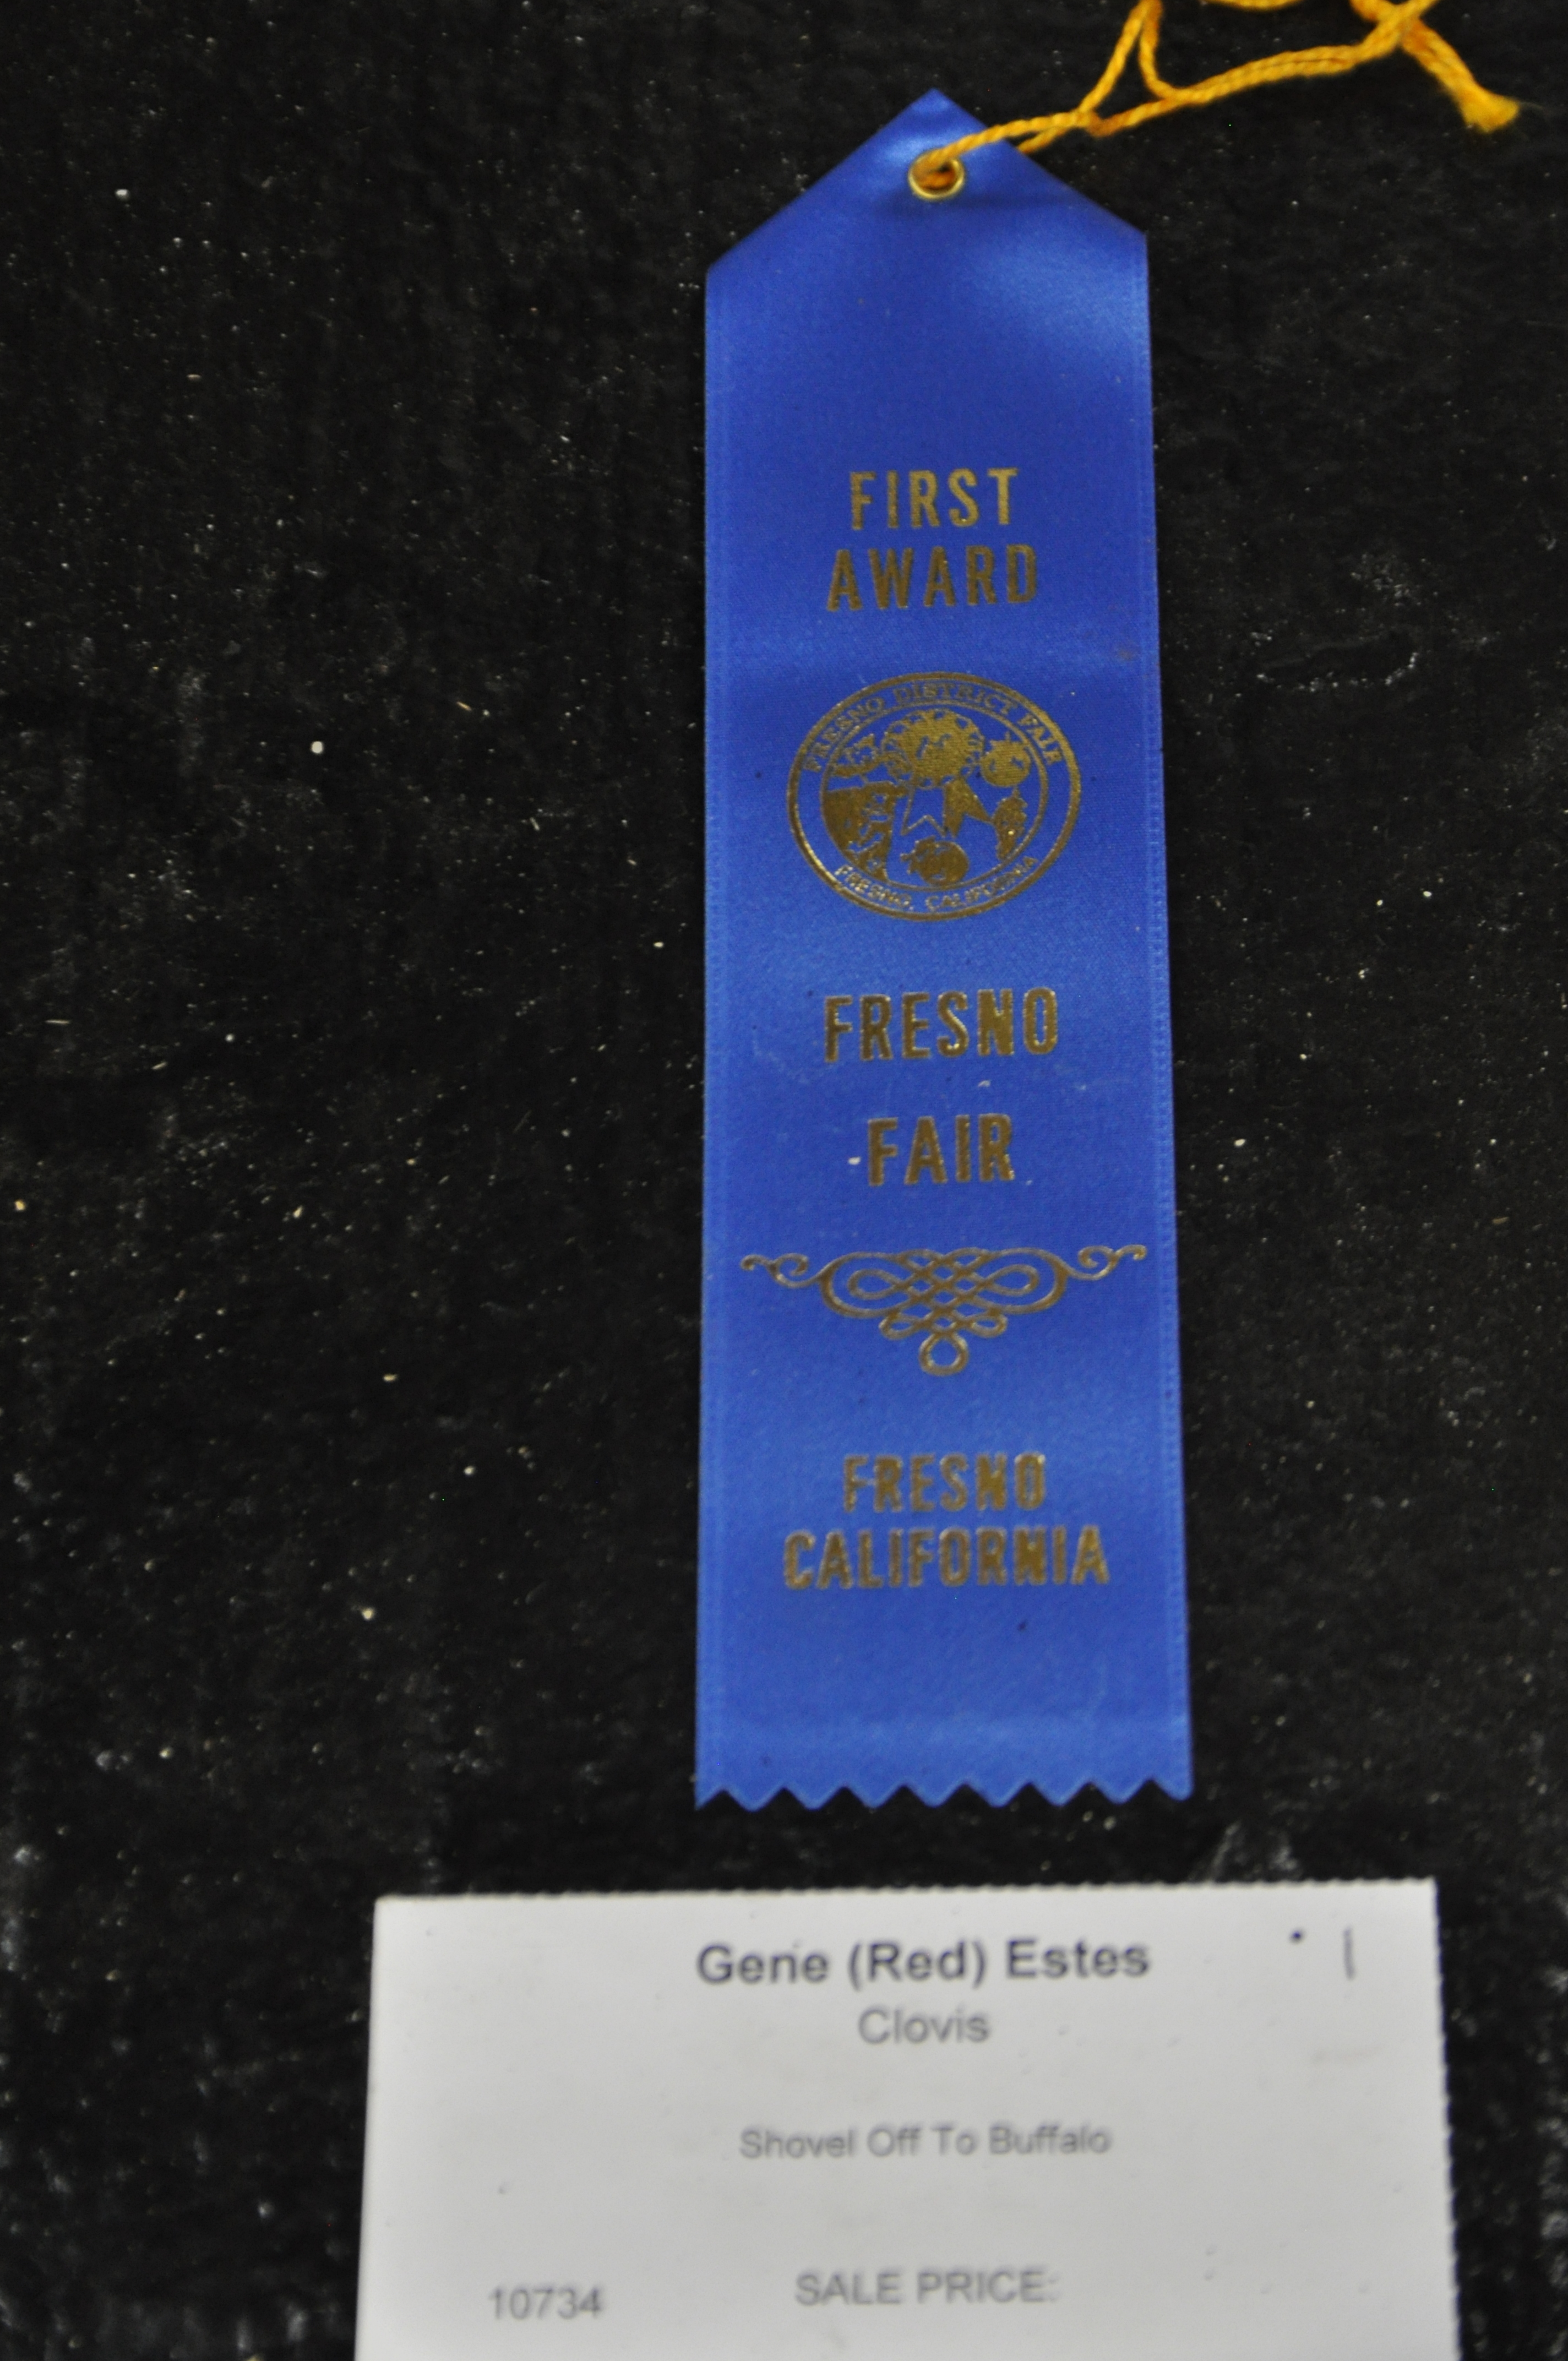 FIRST
AWARD
FRESNO DISTRICT FAIR
FRESNO, CALIFORNIA
FRESNO
FAIR
FRESNO
CALIFORNIA
Gene (Red) Estes
1
Clovis
Shovel Off To Buffalo
10734
SALE PRICE: